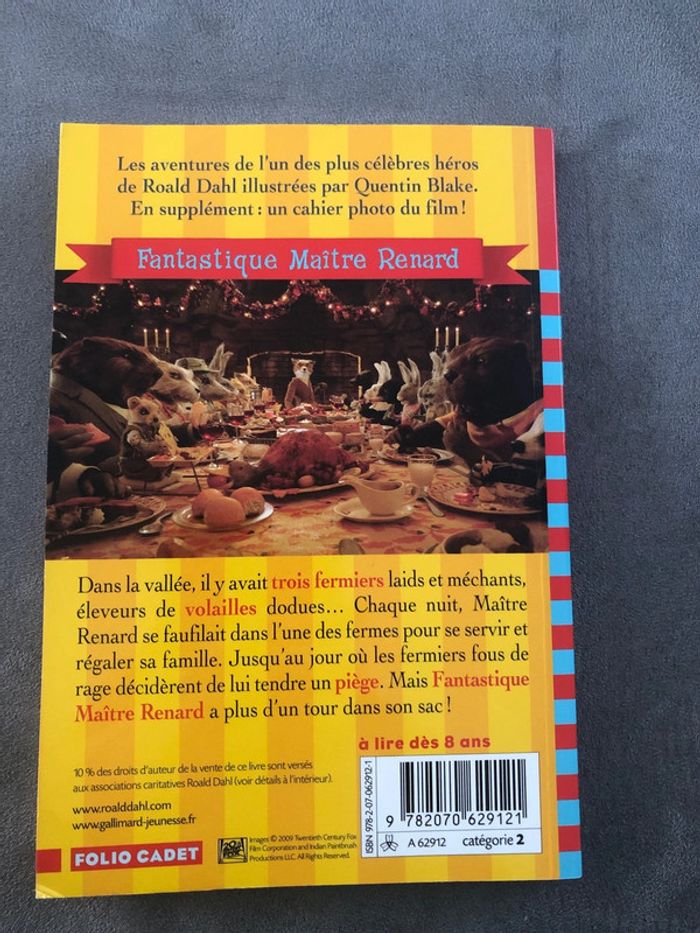 Les aventures de l'un des plus célèbres héros
de Roald Dahl illustrées par Quentin Blake.
En supplément : un cahier photo du film !
Fantastique Maître Renard
Dans la vallée, il y avait trois fermiers laids et méchants,
éleveurs de volailles dodues... Chaque nuit, Maître
Renard se faufilait dans l'une des fermes pour se servir et
régaler sa famille. Jusqu'au jour où les fermiers fous de
rage décidèrent de lui tendre un piège. Mais Fantastique
Maître Renard a plus d'un tour dans son sac !
à lire dès 8 ans
10 % des droits d'auteur de la vente de ce livre sont versés
aux associations caritatives Roald Dahl (voir détails à l'intérieur).
www.roalddahl.com
www.gallimard-jeunesse.fr
FOLIO CADET
20th
FOX
Images © 2009 Twentieth Century Fox
Film Corporation and Indian Paintbrush
Productions LLC. All Rights Reserved.
ISBN 978-2-07-062912-1
9 782070 629121
A 62912 catégorie 2